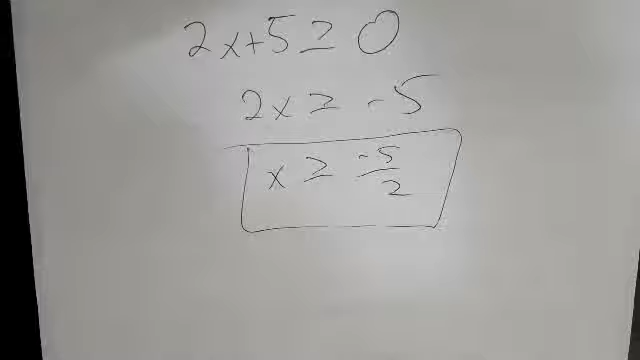 2x+5 ≥ 0
2x ≥ -5
x ≥ -5/2